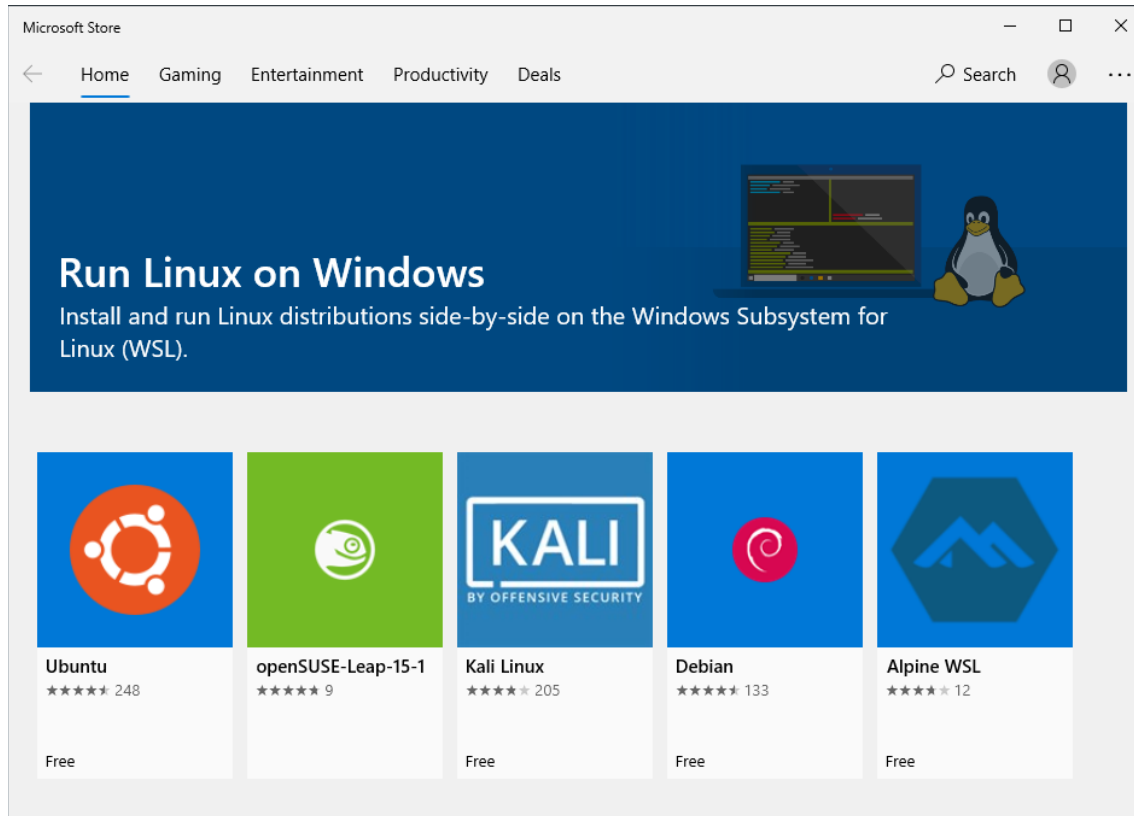 Microsoft Store
Home Gaming Entertainment Productivity Deals Search
Run Linux on Windows
Install and run Linux distributions side-by-side on the Windows Subsystem for
Linux (WSL).
KALI
BY OFFENSIVE SECURITY
Ubuntu
248
Free
openSUSE-Leap-15-1
9
Kali Linux
205
Free
Debian
133
Free
Alpine WSL
12
Free